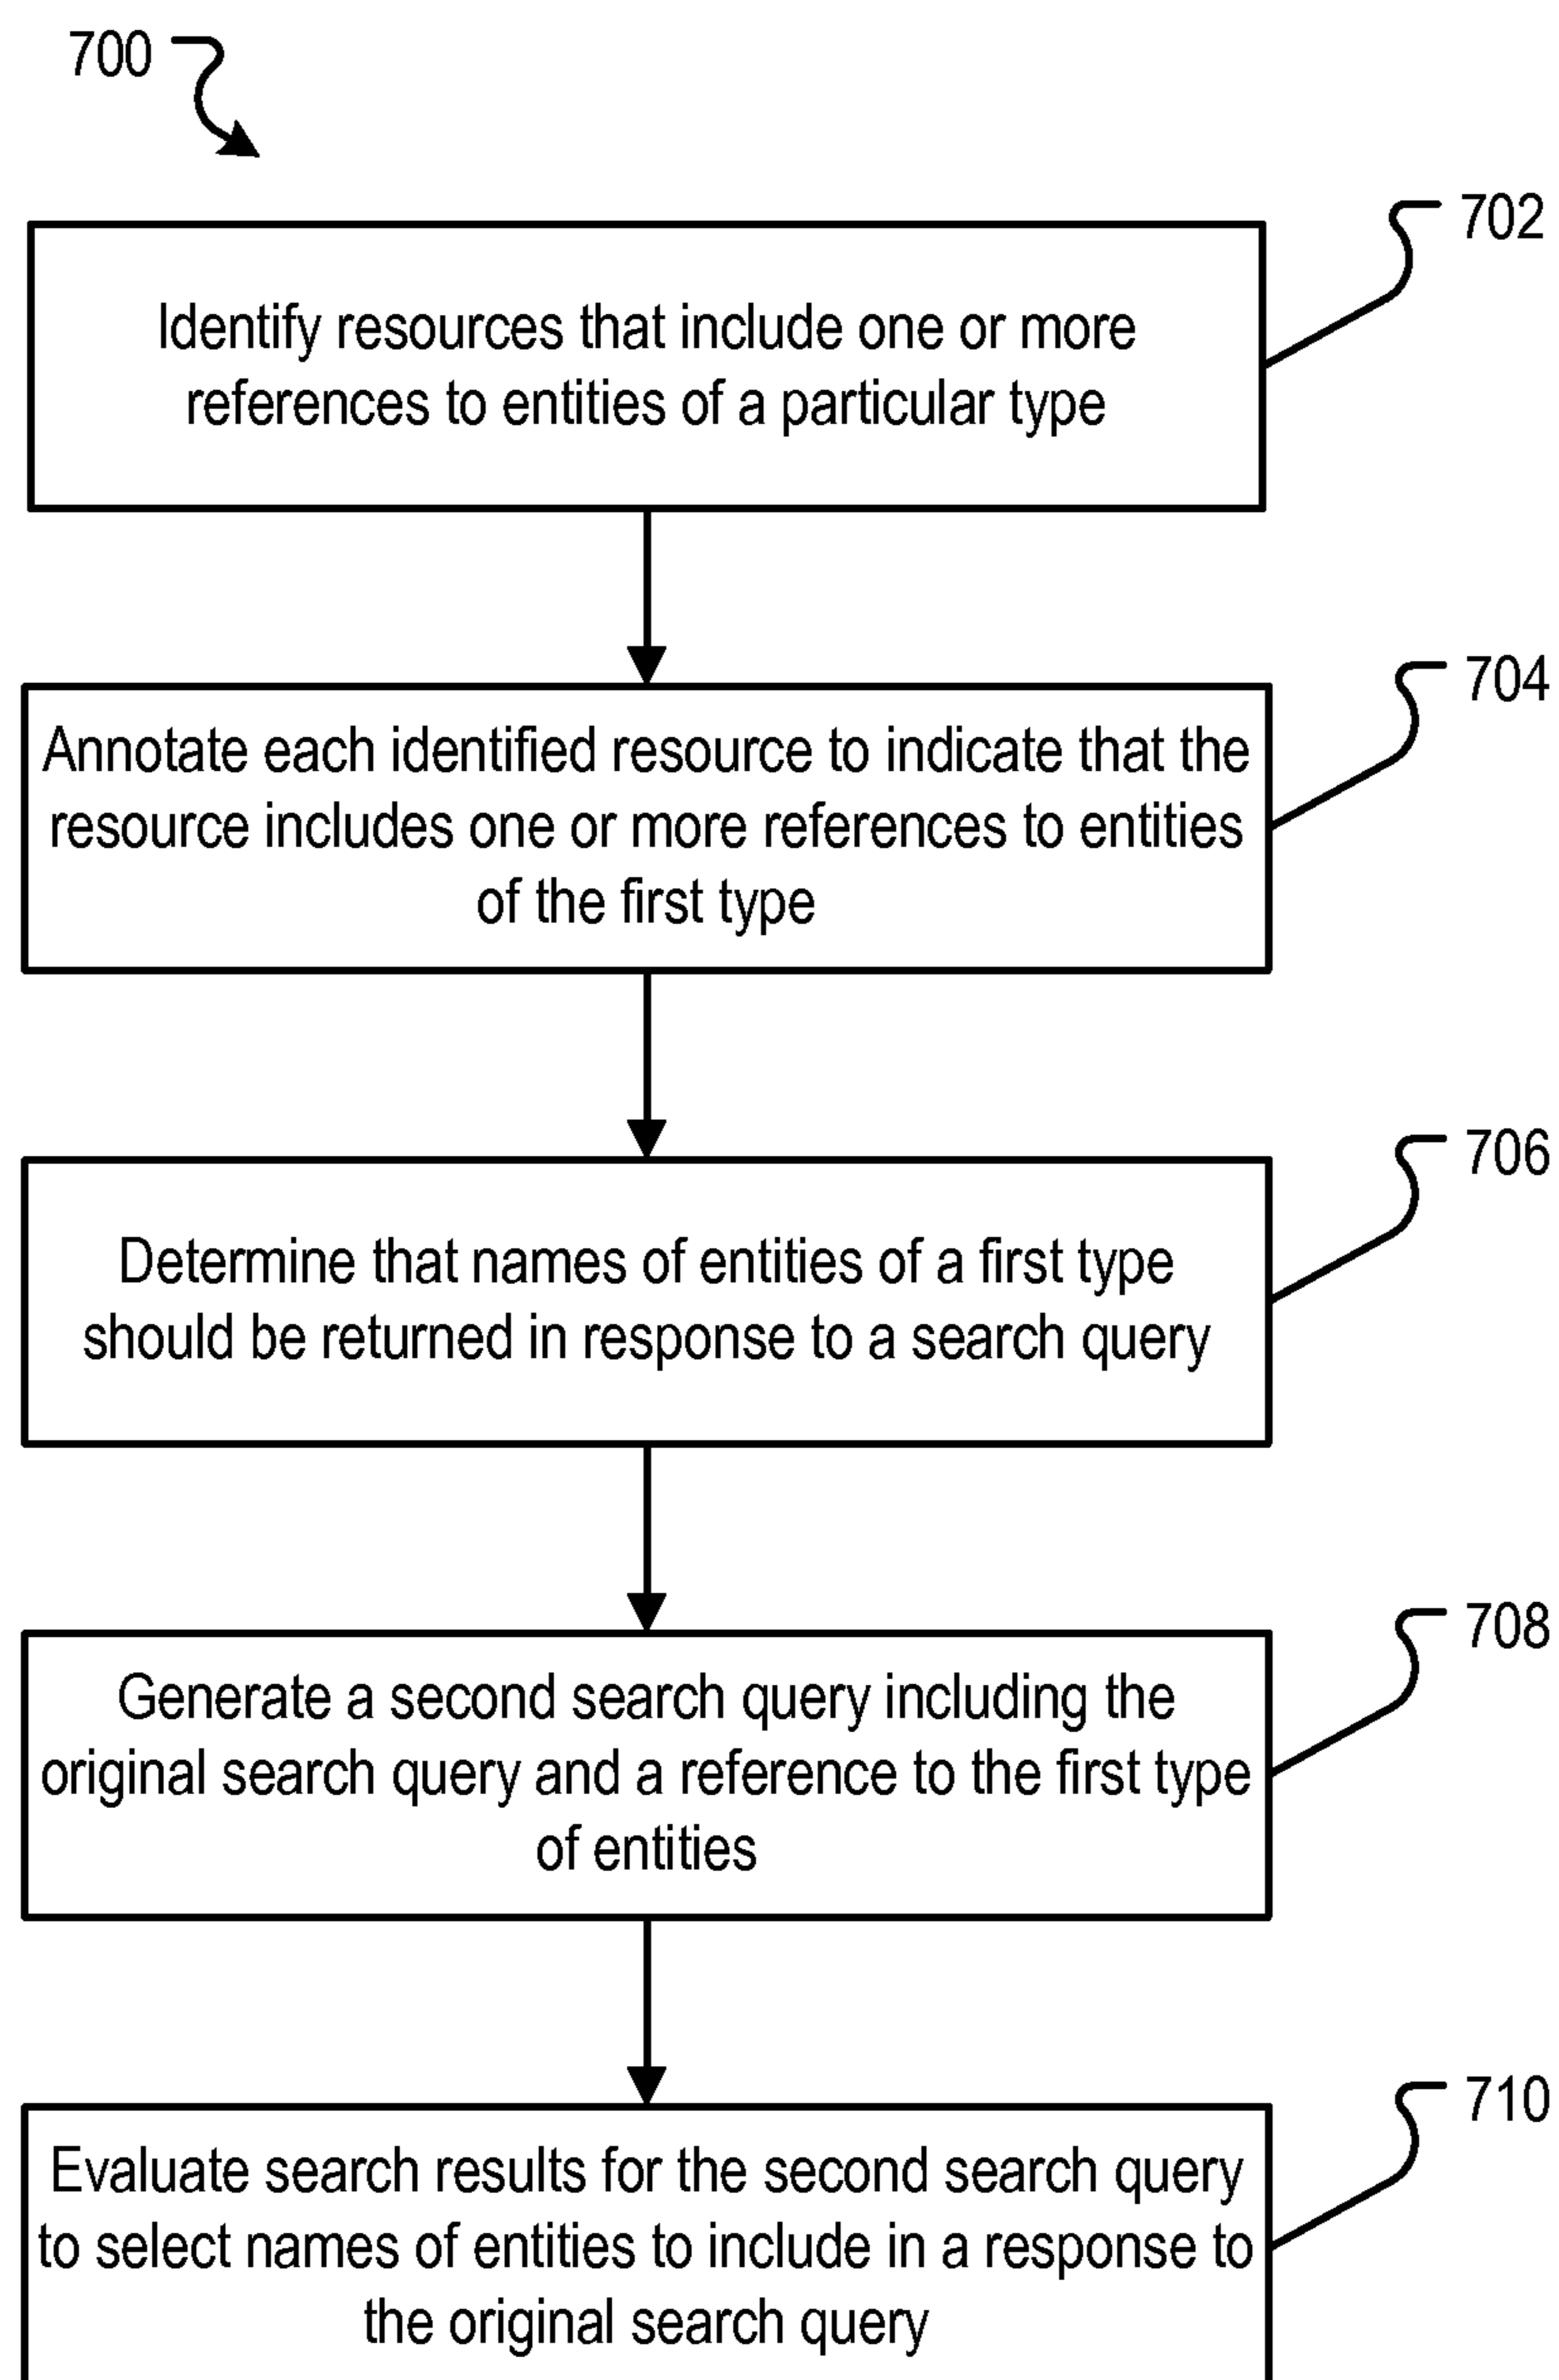 700
702
Identify resources that include one or more
references to entities of a particular type
704
Annotate each identified resource to indicate that the
resource includes one or more references to entities
of the first type
706
Determine that names of entities of a first type
should be returned in response to a search query
708
Generate a second search query including the
original search query and a reference to the first type
of entities
710
Evaluate search results for the second search query
to select names of entities to include in a response to
the original search query